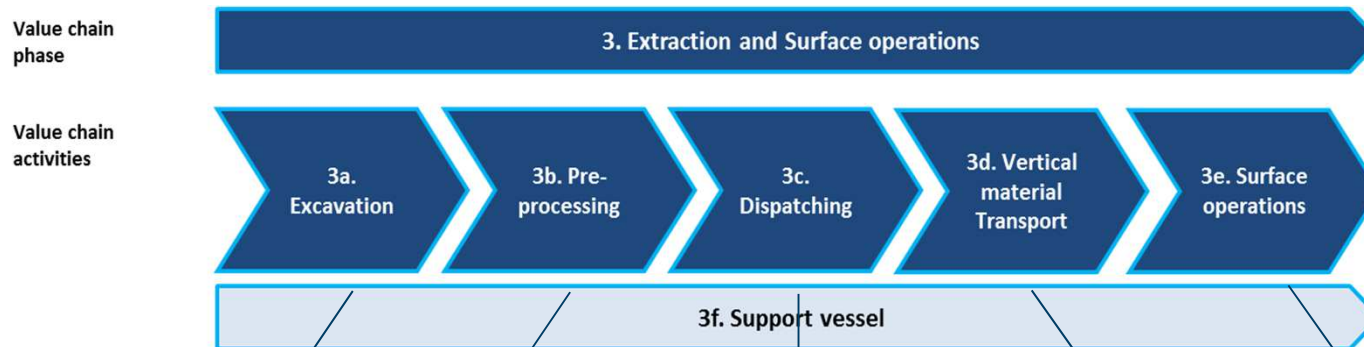 Value chain
phase
3. Extraction and Surface operations
Value chain
activities
3a.
Excavation
3b. Pre-
processing
3c.
Dispatching
3d. Vertical
material
Transport
3e. Surface
operations
3f. Support vessel